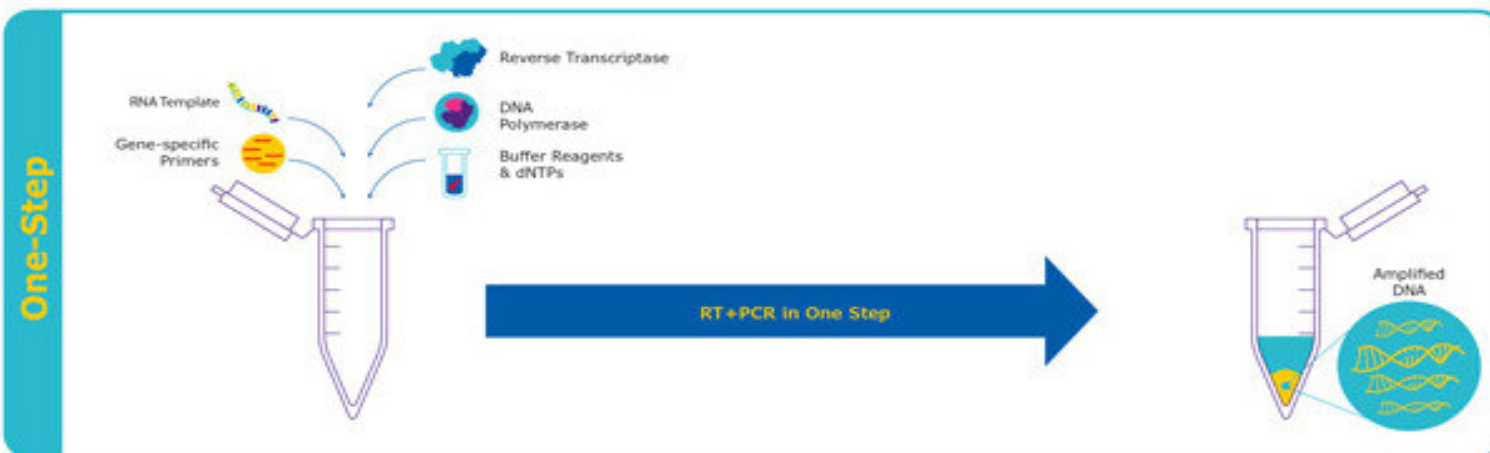 One-Step
RNA Template
Gene-specific
Primers
Reverse Transcriptase
DNA
Polymerase
Buffer Reagents
& dNTPs
RT+PCR in One Step
Amplified
DNA